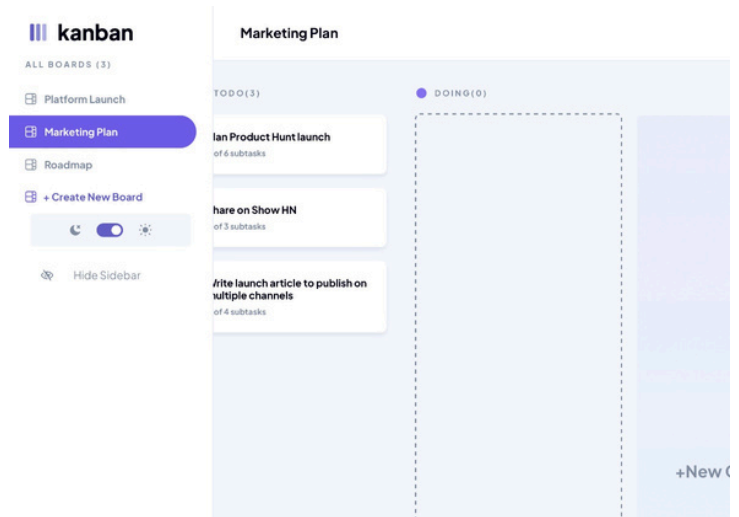 kanban
Marketing Plan
ALL BOARDS (3)
Platform Launch
Marketing Plan
Roadmap
+ Create New Board
Hide Sidebar
TODO(3)
lan Product Hunt launch
of 6 subtasks
hare on Show HN
of 3 subtasks
Write launch article to publish on
multiple channels
of 4 subtasks
DOING(0)
+New